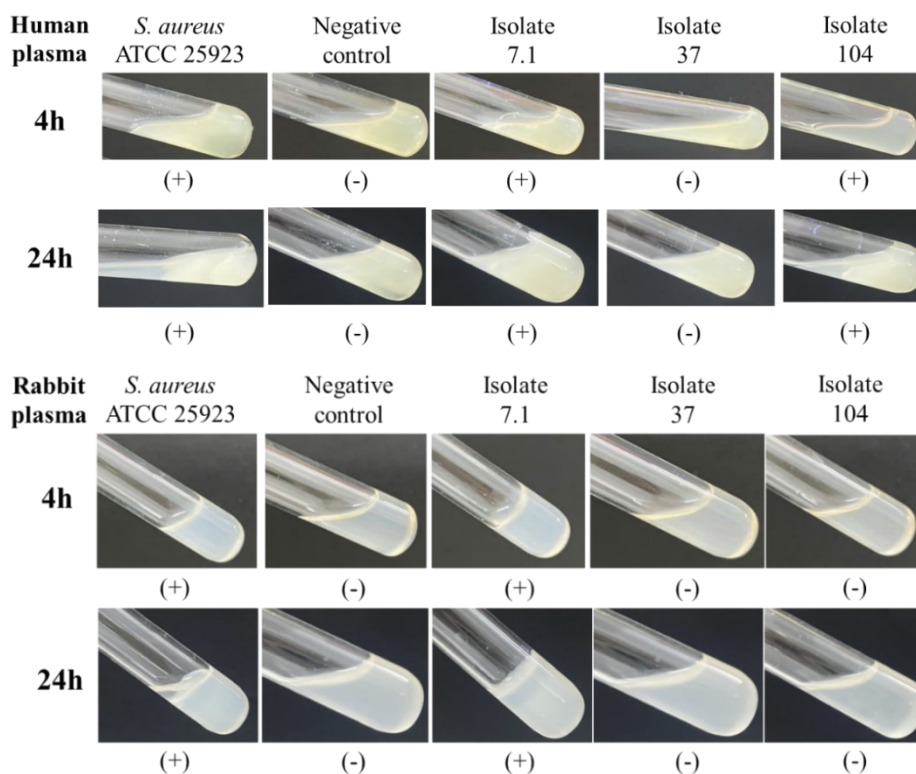 Human plasma
S. aureus ATCC 25923
Negative control
Isolate 7.1
Isolate 37
Isolate 104
4h
(+)
(-)
(+)
(-)
(+)
24h
(+)
(-)
(+)
(-)
(+)
Rabbit plasma
S. aureus ATCC 25923
Negative control
Isolate 7.1
Isolate 37
Isolate 104
4h
(+)
(-)
(+)
(-)
(-)
24h
(+)
(-)
(+)
(-)
(-)